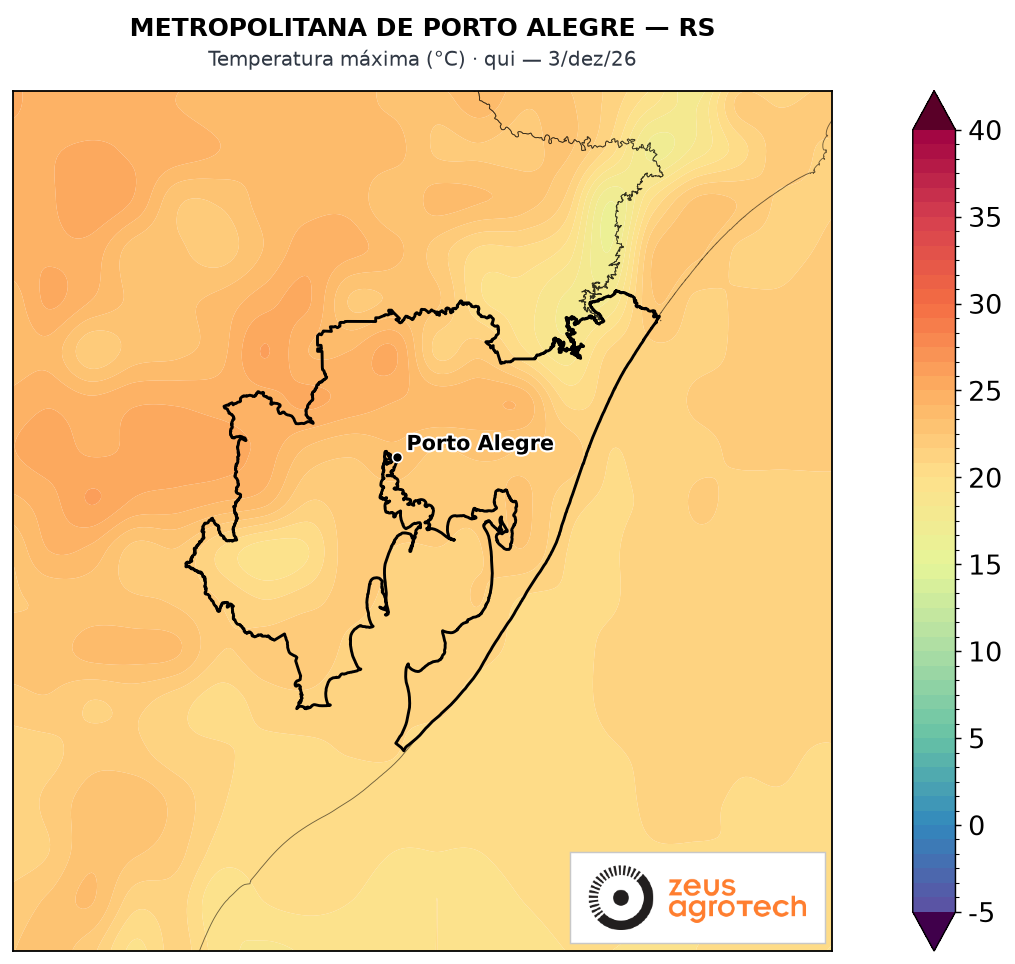 METROPOLITANA DE PORTO ALEGRE — RS
Temperatura máxima (°C) · qui — 3/dez/26
40
35
30
25
20
15
10
5
0
-5
Porto Alegre
zeus
agrotech